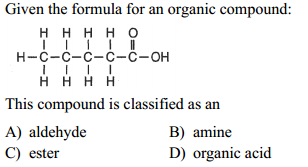 Given the formula for an organic compound:
H H H H O
H-C-C-C-C-C-OH
H H H H
This compound is classified as an
A) aldehyde B) amine
C) ester D) organic acid